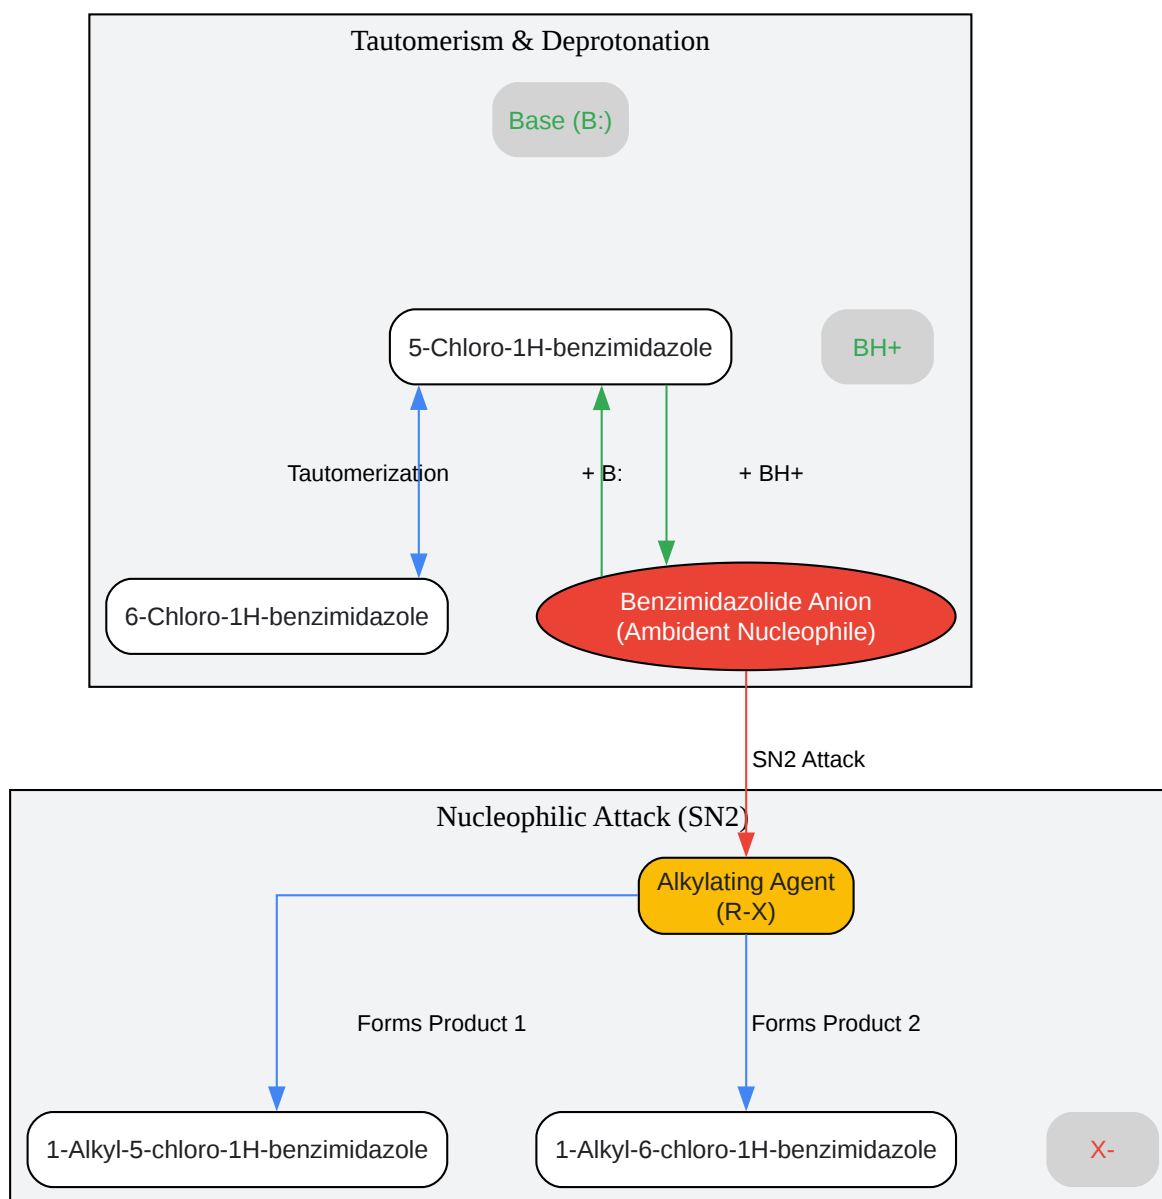 Tautomerism & Deprotonation
Base (B:)
5-Chloro-1H-benzimidazole
BH+
Tautomerization
+ B:
+ BH+
6-Chloro-1H-benzimidazole
Benzimidazolide Anion
(Ambident Nucleophile)
SN2 Attack
Nucleophilic Attack (SN2)
Alkylating Agent
(R-X)
Forms Product 1
Forms Product 2
1-Alkyl-5-chloro-1H-benzimidazole
1-Alkyl-6-chloro-1H-benzimidazole
X-